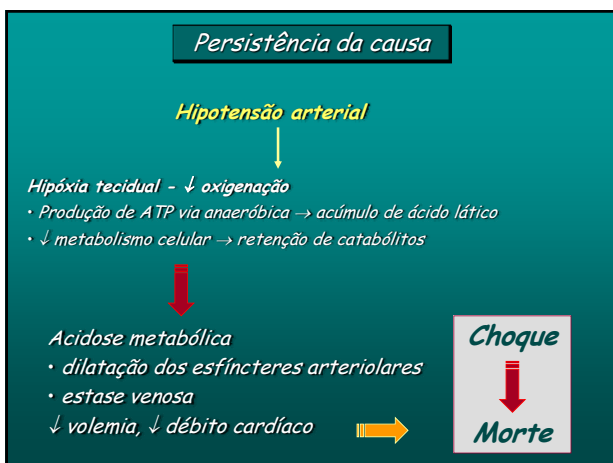 Persistência da causa
Hipotensão arterial
Hipóxia tecidual - ↓ oxigenação
• Produção de ATP via anaeróbica → acúmulo de ácido lático
• ↓ metabolismo celular → retenção de catabólitos
Acidose metabólica
• dilatação dos esfíncteres arteriolares
• estase venosa
↓ volemia, ↓ débito cardíaco
Choque
Morte